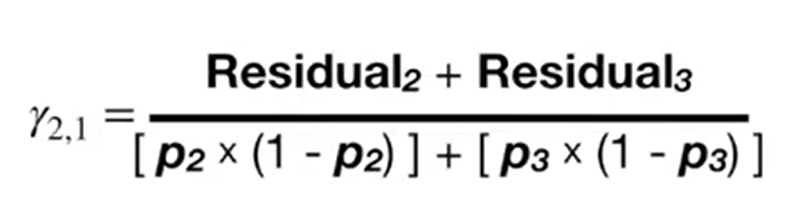 Residual₂ + Residual₃
γ₂,₁ =
[ p₂ × (1 - p₂) ] + [ p₃ × (1 - p₃) ]